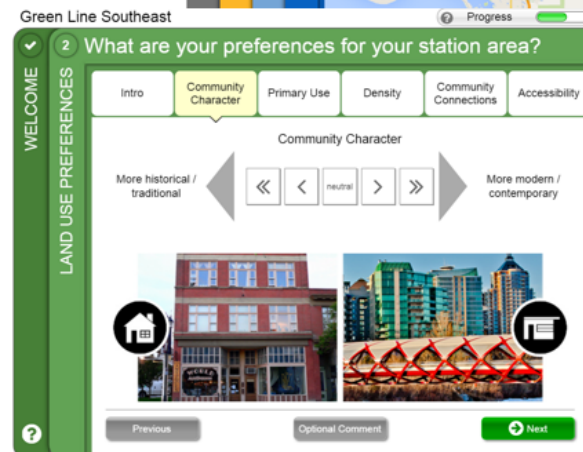 Green Line Southeast
Progress
WELCOME
2
LAND USE PREFERENCES
What are your preferences for your station area?
Intro
Community
Character
Primary Use
Density
Community
Connections
Accessibility
Community Character
More historical /
traditional
neutral
More modern /
contemporary
WORLD
Previous
Optional Comment
Next